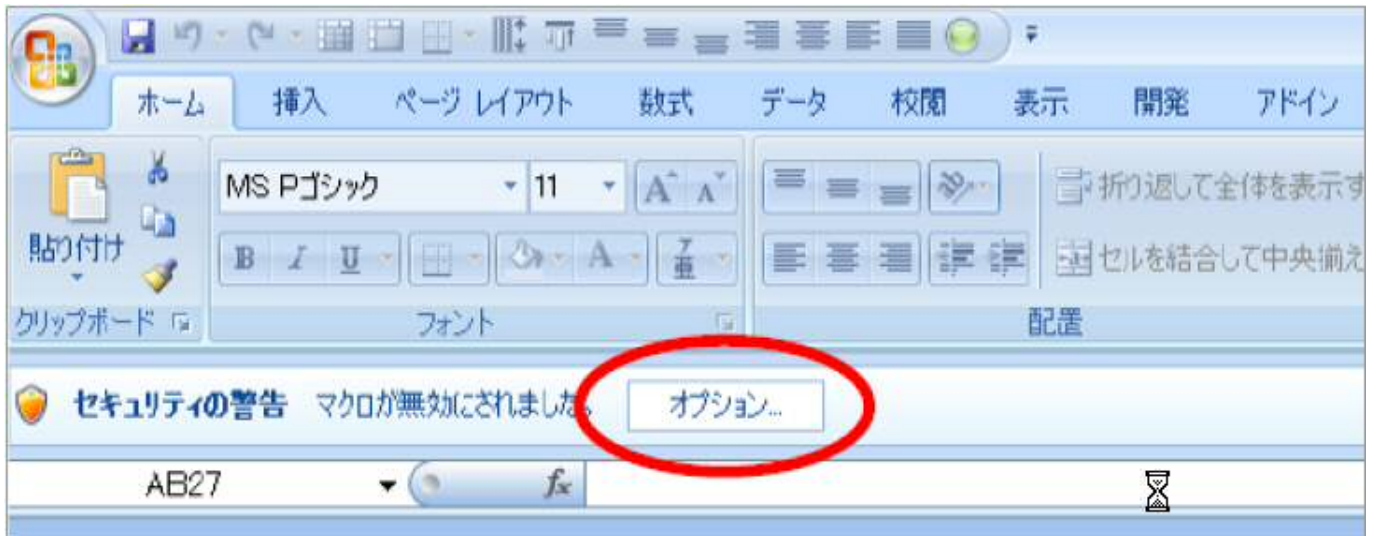 ホーム 挿入 ページ レイアウト 数式 データ 校閲 表示 開発 アドイン
MS Pゴシック 11 A A 折り返して全体を表示す
貼り付け B I U A ア亜 セルを結合して中央揃え
クリップボード フォント 配置
セキュリティの警告 マクロが無効にされました。 オプション...
AB27 fx